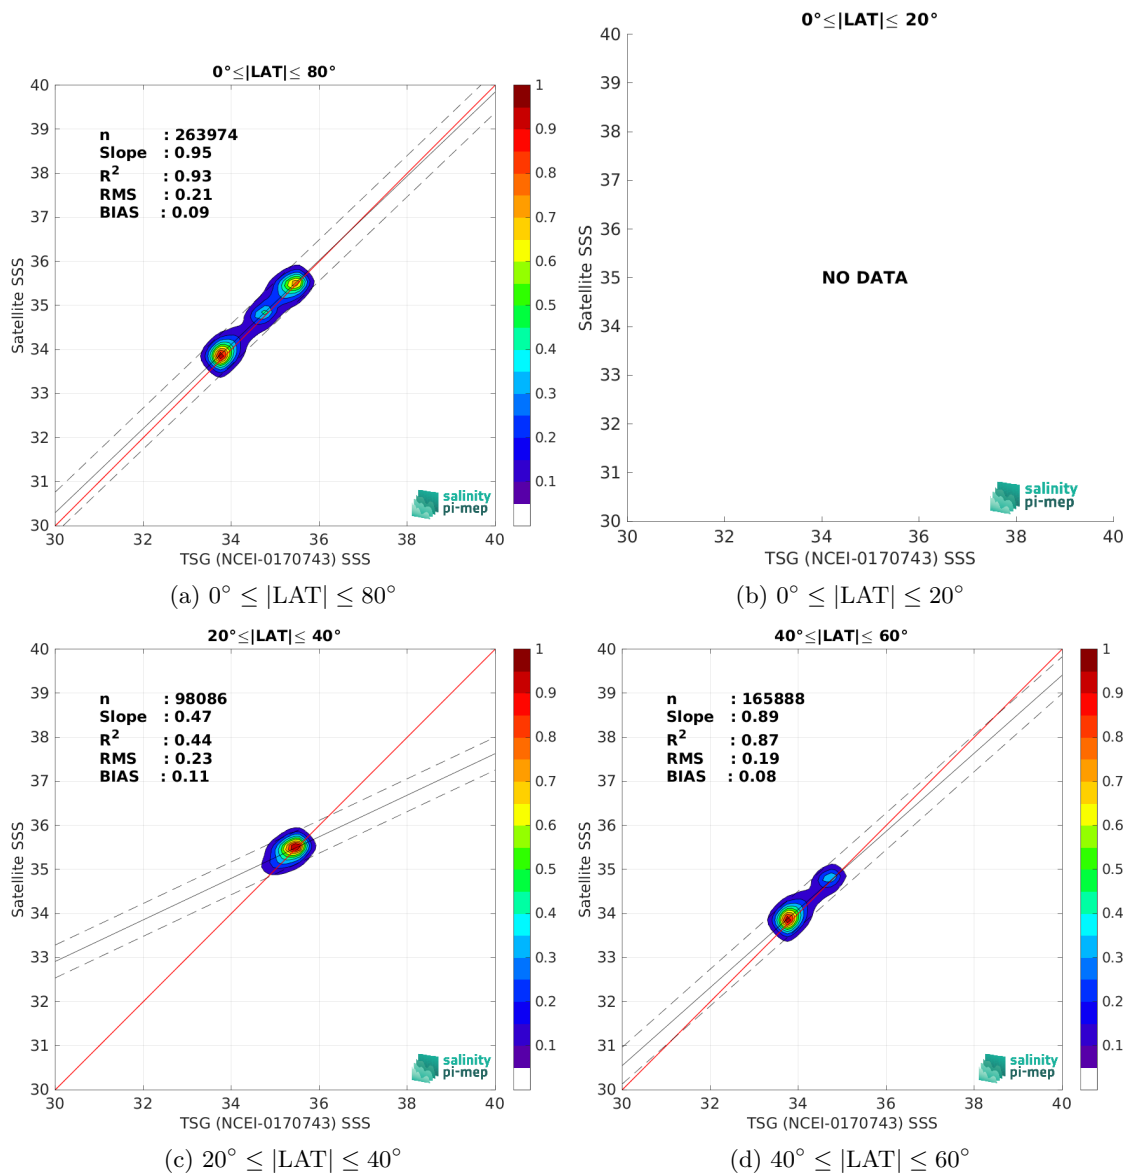 0°≤|LAT|≤ 80°
40
39
38
37
36
35
34
33
32
31
30
Satellite SSS
n : 263974
Slope : 0.95
R² : 0.93
RMS : 0.21
BIAS : 0.09
salinity
pi-mep
30 32 34 36 38 40
TSG (NCEI-0170743) SSS
1
0.9
0.8
0.7
0.6
0.5
0.4
0.3
0.2
0.1
(a) 0° ≤ |LAT| ≤ 80°
0°≤|LAT|≤ 20°
40
39
38
37
36
35
34
33
32
31
30
Satellite SSS
NO DATA
salinity
pi-mep
30 32 34 36 38 40
TSG (NCEI-0170743) SSS
(b) 0° ≤ |LAT| ≤ 20°
20°≤|LAT|≤ 40°
40
39
38
37
36
35
34
33
32
31
30
Satellite SSS
n : 98086
Slope : 0.47
R² : 0.44
RMS : 0.23
BIAS : 0.11
salinity
pi-mep
30 32 34 36 38 40
TSG (NCEI-0170743) SSS
1
0.9
0.8
0.7
0.6
0.5
0.4
0.3
0.2
0.1
(c) 20° ≤ |LAT| ≤ 40°
40°≤|LAT|≤ 60°
40
39
38
37
36
35
34
33
32
31
30
Satellite SSS
n : 165888
Slope : 0.89
R² : 0.87
RMS : 0.19
BIAS : 0.08
salinity
pi-mep
30 32 34 36 38 40
TSG (NCEI-0170743) SSS
1
0.9
0.8
0.7
0.6
0.5
0.4
0.3
0.2
0.1
(d) 40° ≤ |LAT| ≤ 60°